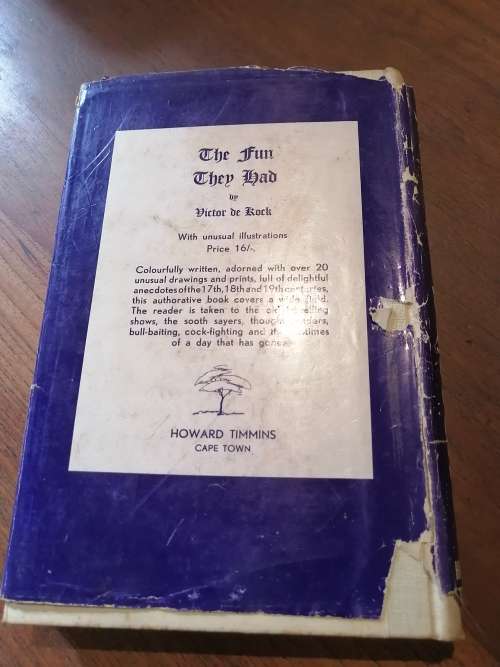 The Fun
They Had
by
Victor de Kock
With unusual illustrations
Price 16/-.
Colourfully written, adorned with over 20
unusual drawings and prints, full of delightful
anecdotes of the 17th, 18th and 19th centuries,
this authorative book covers a wide field.
The reader is taken to the old
shows, the sooth sayers, thought
bull-baiting, cock-fighting and
of a day that has gone.
HOWARD TIMMINS
CAPE TOWN